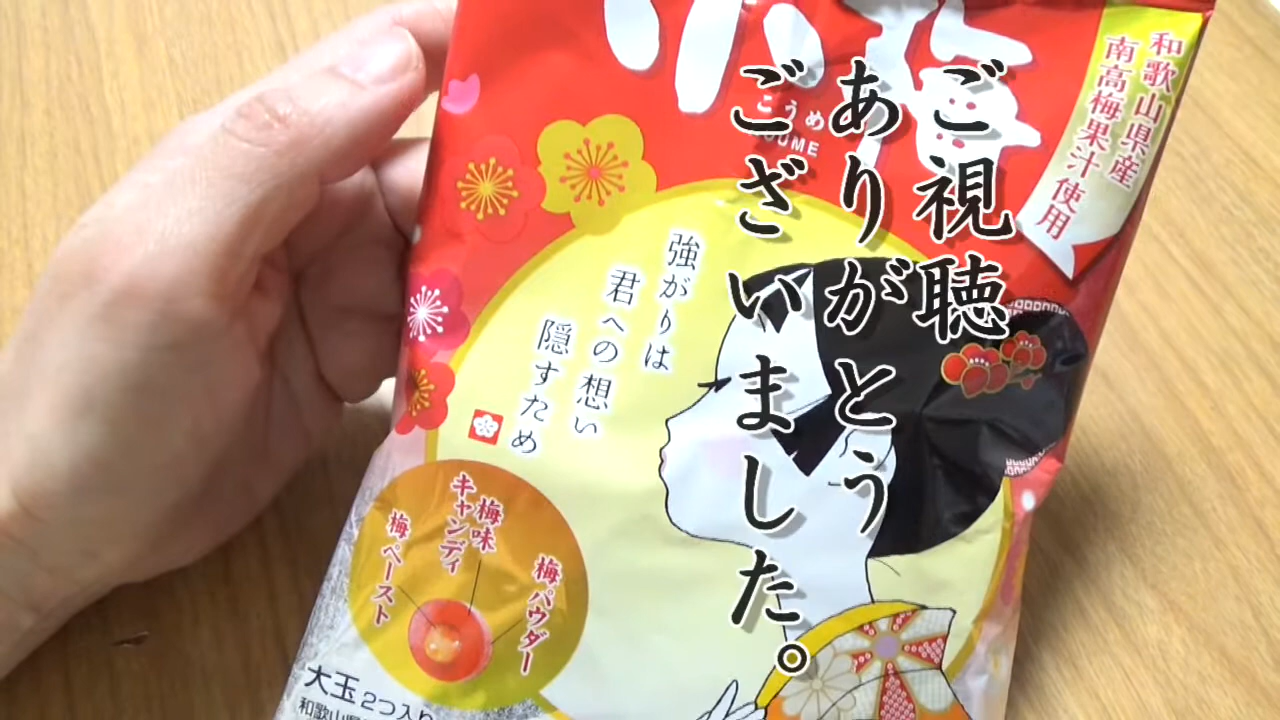 ご視聴
ありがとう
ございました。
小梅
こうめ
KOUME
和歌山県産
南高梅果汁使用
強がりは
君への想い
隠すため
梅味
キャンディ
梅ペースト
梅パウダー
大玉2つ入り